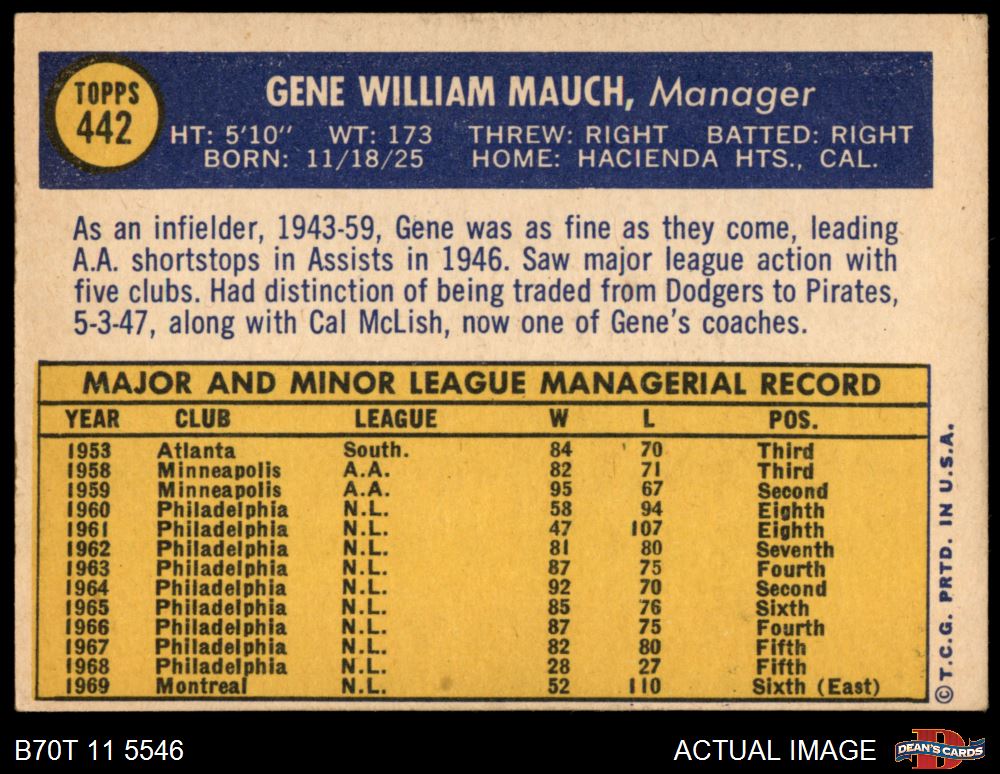 TOPPS
442
GENE WILLIAM MAUCH, Manager
HT: 5'10" WT: 173 THREW: RIGHT BATTED: RIGHT
BORN: 11/18/25 HOME: HACIENDA HTS., CAL.
As an infielder, 1943-59, Gene was as fine as they come, leading
A.A. shortstops in Assists in 1946. Saw major league action with
five clubs. Had distinction of being traded from Dodgers to Pirates,
5-3-47, along with Cal McLish, now one of Gene's coaches.
MAJOR AND MINOR LEAGUE MANAGERIAL RECORD
YEAR CLUB LEAGUE W L POS.
1953 Atlanta South. 84 70 Third
1958 Minneapolis A.A. 82 71 Third
1959 Minneapolis A.A. 95 67 Second
1960 Philadelphia N.L. 58 94 Eighth
1961 Philadelphia N.L. 47 107 Eighth
1962 Philadelphia N.L. 81 80 Seventh
1963 Philadelphia N.L. 87 75 Fourth
1964 Philadelphia N.L. 92 70 Second
1965 Philadelphia N.L. 85 76 Sixth
1966 Philadelphia N.L. 87 75 Fourth
1967 Philadelphia N.L. 82 80 Fifth
1968 Philadelphia N.L. 28 27 Fifth
1969 Montreal N.L. 52 110 Sixth (East)
© T.C.G. PRTD. IN U.S.A.
B70T 11 5546
ACTUAL IMAGE
DEAN'S CARDS